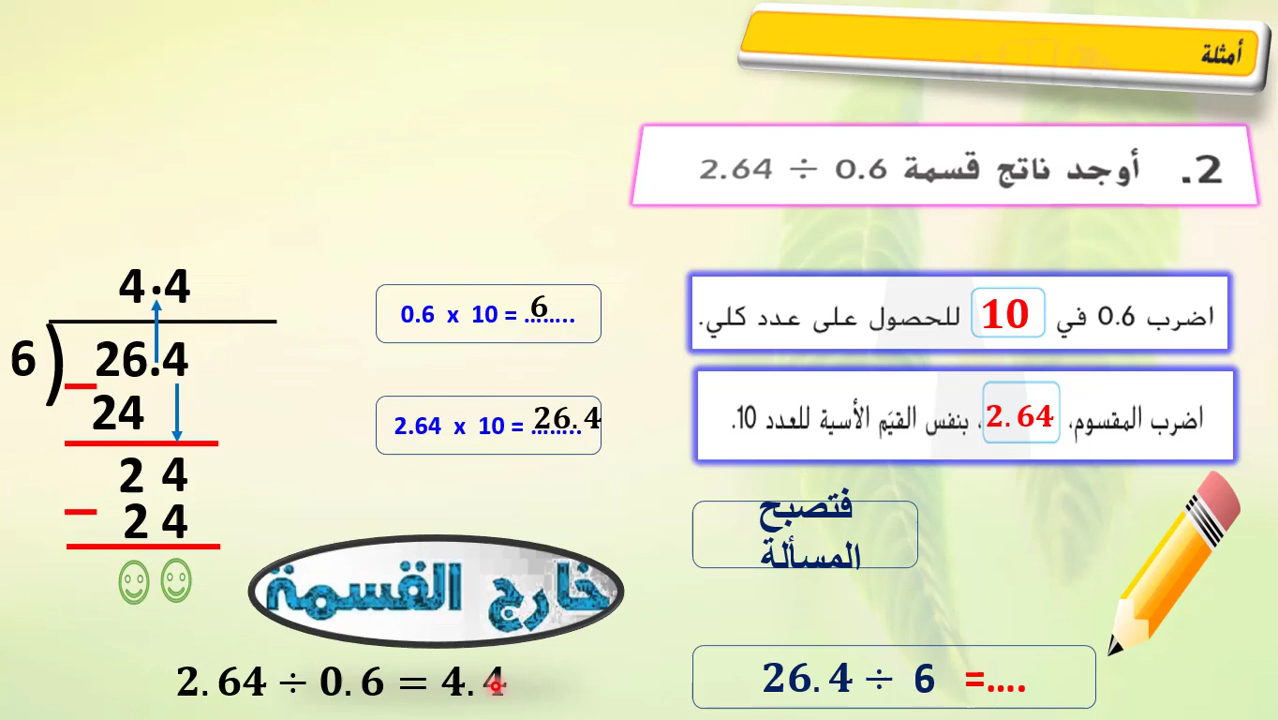 أمثلة
2. أوجد ناتج قسمة 0.6 ÷ 2.64
اضرب 0.6 في 10 للحصول على عدد كلي.
اضرب المقسوم، 2.64، بنفس القيَم الأسية للعدد 10.
0.6 x 10 = ........ 6
2.64 x 10 = ........ 26.4
4.4
6 ) 26.4
− 24
2 4
− 2 4
فتصبح
المسألة
26.4 ÷ 6 =....
خارج القسمة
2.64 ÷ 0.6 = 4.4